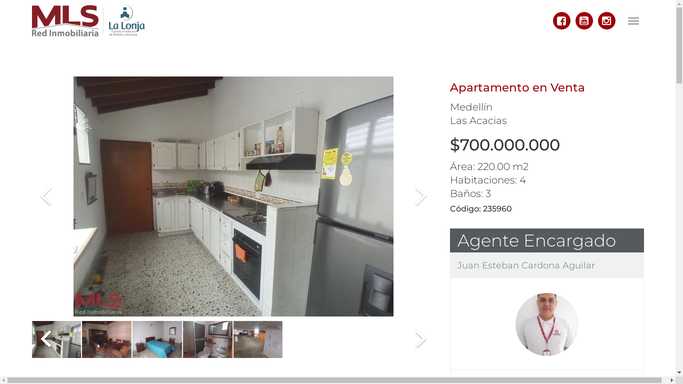 MLS
Red Inmobiliaria
La Lonja
Apartamento en Venta
Medellín
Las Acacias
$700.000.000
Área: 220.00 m2
Habitaciones: 4
Baños: 3
Código: 235960
Agente Encargado
Juan Esteban Cardona Aguilar
MLS
Red Inmobiliaria